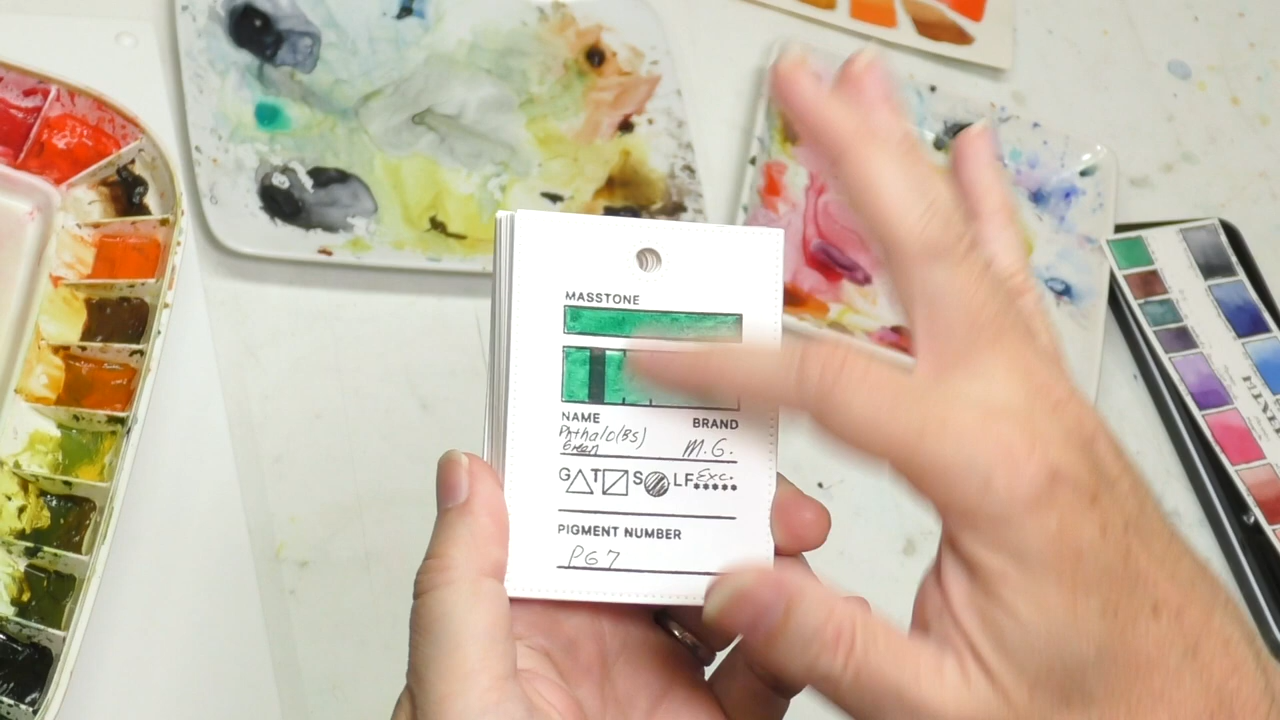 MASSTONE
NAME BRAND
Phthalo(BS) M.G.
Green
G T S LF Exc.
PIGMENT NUMBER
PG7